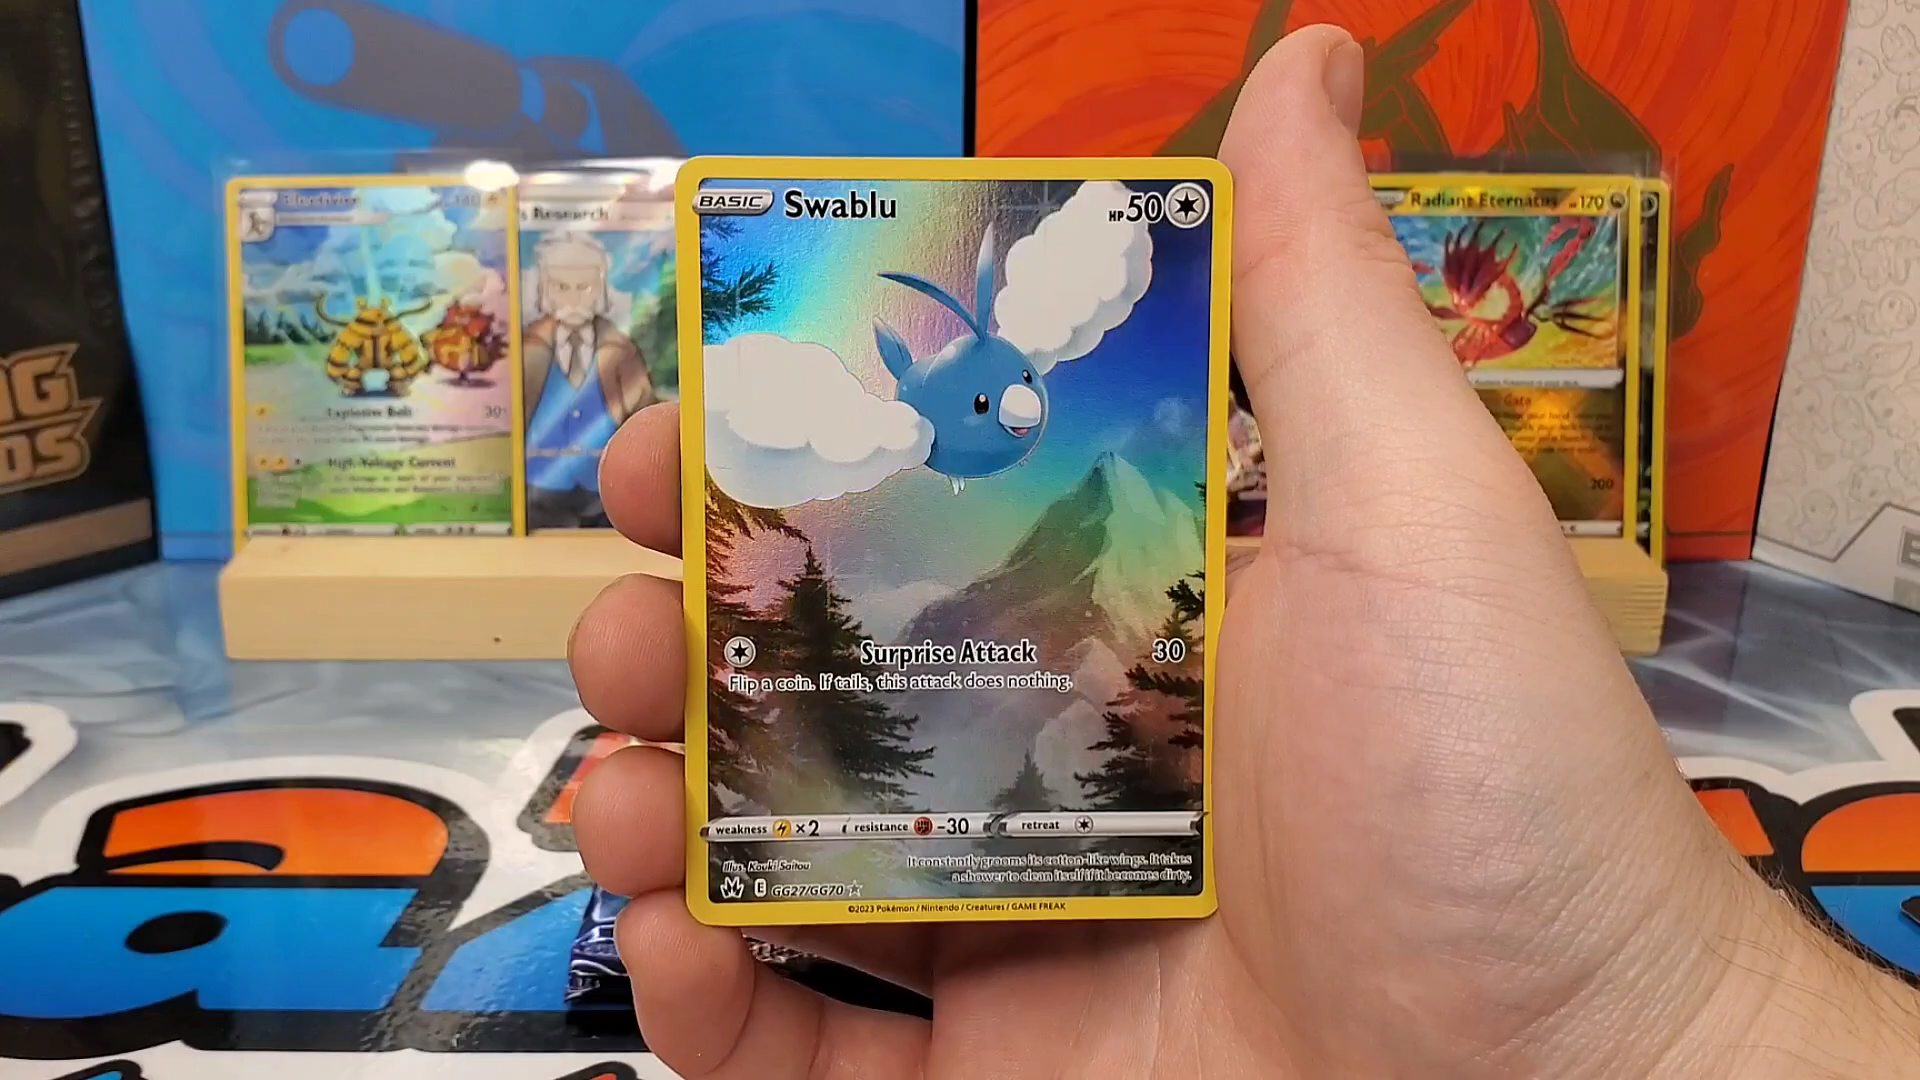 BASIC Swablu HP 50
Surprise Attack 30
Flip a coin. If tails, this attack does nothing.
weakness ×2 resistance -30 retreat
Illus. Kouki Saitou
It constantly grooms its cotton-like wings. It takes
a shower to clean itself if it becomes dirty.
E GG27/GG70
©2023 Pokémon / Nintendo / Creatures / GAME FREAK
Electivire 140
Explosive Bolt 30
High-Voltage Current
s Research
Radiant Eternatus HP 170
Gate
200